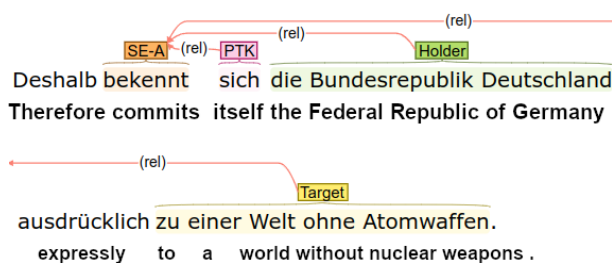 (rel)
SE-A (rel) PTK (rel) Holder
Deshalb bekennt sich die Bundesrepublik Deutschland
Therefore commits itself the Federal Republic of Germany
(rel)
Target
ausdrücklich zu einer Welt ohne Atomwaffen.
expressly to a world without nuclear weapons .